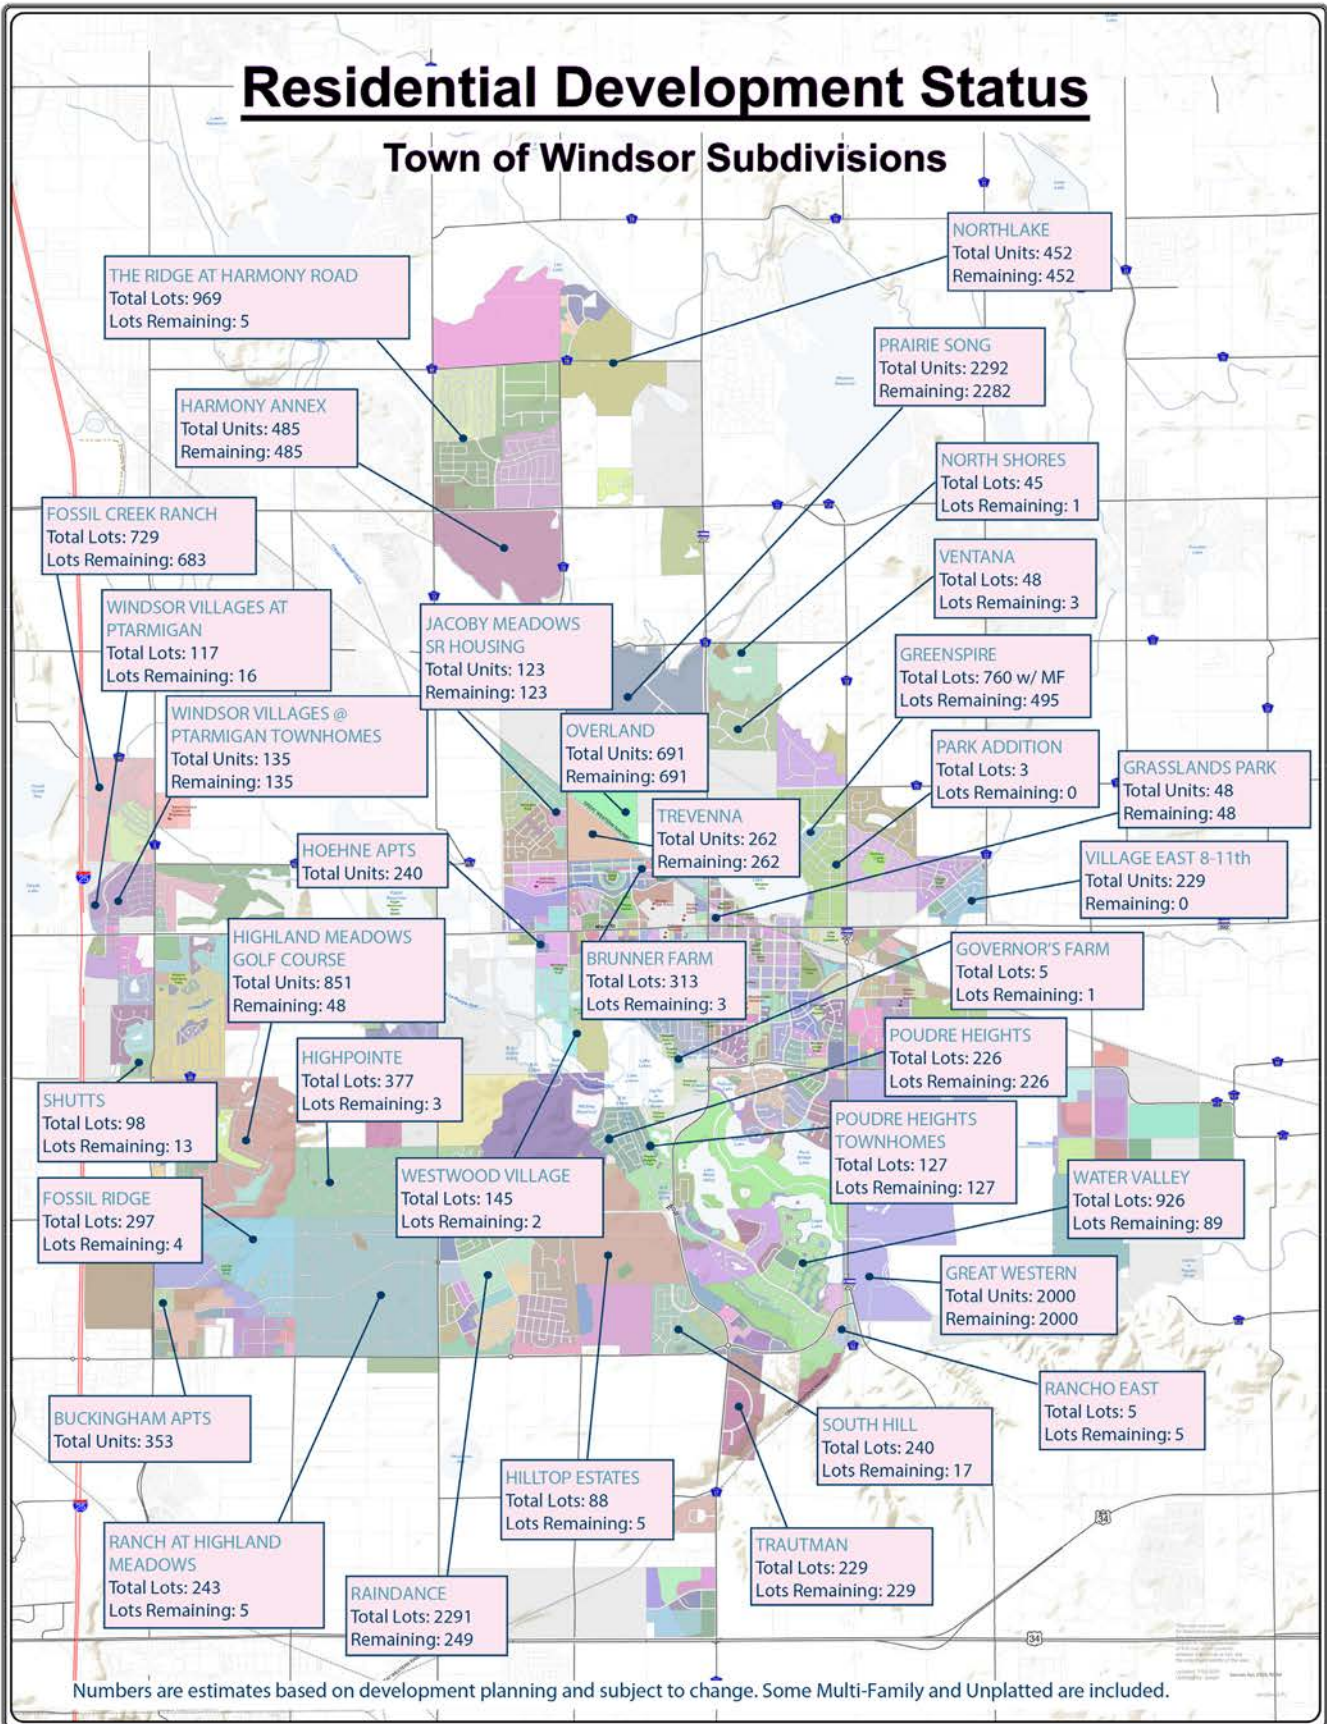 Residential Development Status
Town of Windsor Subdivisions
NORTHLAKE
Total Units: 452
Remaining: 452
THE RIDGE AT HARMONY ROAD
Total Lots: 969
Lots Remaining: 5
PRAIRIE SONG
Total Units: 2292
Remaining: 2282
HARMONY ANNEX
Total Units: 485
Remaining: 485
NORTH SHORES
Total Lots: 45
Lots Remaining: 1
FOSSIL CREEK RANCH
Total Lots: 729
Lots Remaining: 683
VENTANA
Total Lots: 48
Lots Remaining: 3
WINDSOR VILLAGES AT
PTARMIGAN
Total Lots: 117
Lots Remaining: 16
JACOBY MEADOWS
SR HOUSING
Total Units: 123
Remaining: 123
GREENSPIRE
Total Lots: 760 w/ MF
Lots Remaining: 495
WINDSOR VILLAGES @
PTARMIGAN TOWNHOMES
Total Units: 135
Remaining: 135
OVERLAND
Total Units: 691
Remaining: 691
PARK ADDITION
Total Lots: 3
Lots Remaining: 0
GRASSLANDS PARK
Total Units: 48
Remaining: 48
TREVENNA
Total Units: 262
Remaining: 262
HOEHNE APTS
Total Units: 240
VILLAGE EAST 8-11th
Total Units: 229
Remaining: 0
HIGHLAND MEADOWS
GOLF COURSE
Total Units: 851
Remaining: 48
BRUNNER FARM
Total Lots: 313
Lots Remaining: 3
GOVERNOR'S FARM
Total Lots: 5
Lots Remaining: 1
HIGHPOINTE
Total Lots: 377
Lots Remaining: 3
POUDRE HEIGHTS
Total Lots: 226
Lots Remaining: 226
SHUTTS
Total Lots: 98
Lots Remaining: 13
POUDRE HEIGHTS
TOWNHOMES
Total Lots: 127
Lots Remaining: 127
WESTWOOD VILLAGE
Total Lots: 145
Lots Remaining: 2
WATER VALLEY
Total Lots: 926
Lots Remaining: 89
FOSSIL RIDGE
Total Lots: 297
Lots Remaining: 4
GREAT WESTERN
Total Units: 2000
Remaining: 2000
RANCHO EAST
Total Lots: 5
Lots Remaining: 5
BUCKINGHAM APTS
Total Units: 353
SOUTH HILL
Total Lots: 240
Lots Remaining: 17
HILLTOP ESTATES
Total Lots: 88
Lots Remaining: 5
34
RANCH AT HIGHLAND
MEADOWS
Total Lots: 243
Lots Remaining: 5
TRAUTMAN
Total Lots: 229
Lots Remaining: 229
RAINDANCE
Total Lots: 2291
Remaining: 249
34
Numbers are estimates based on development planning and subject to change. Some Multi-Family and Unplatted are included.